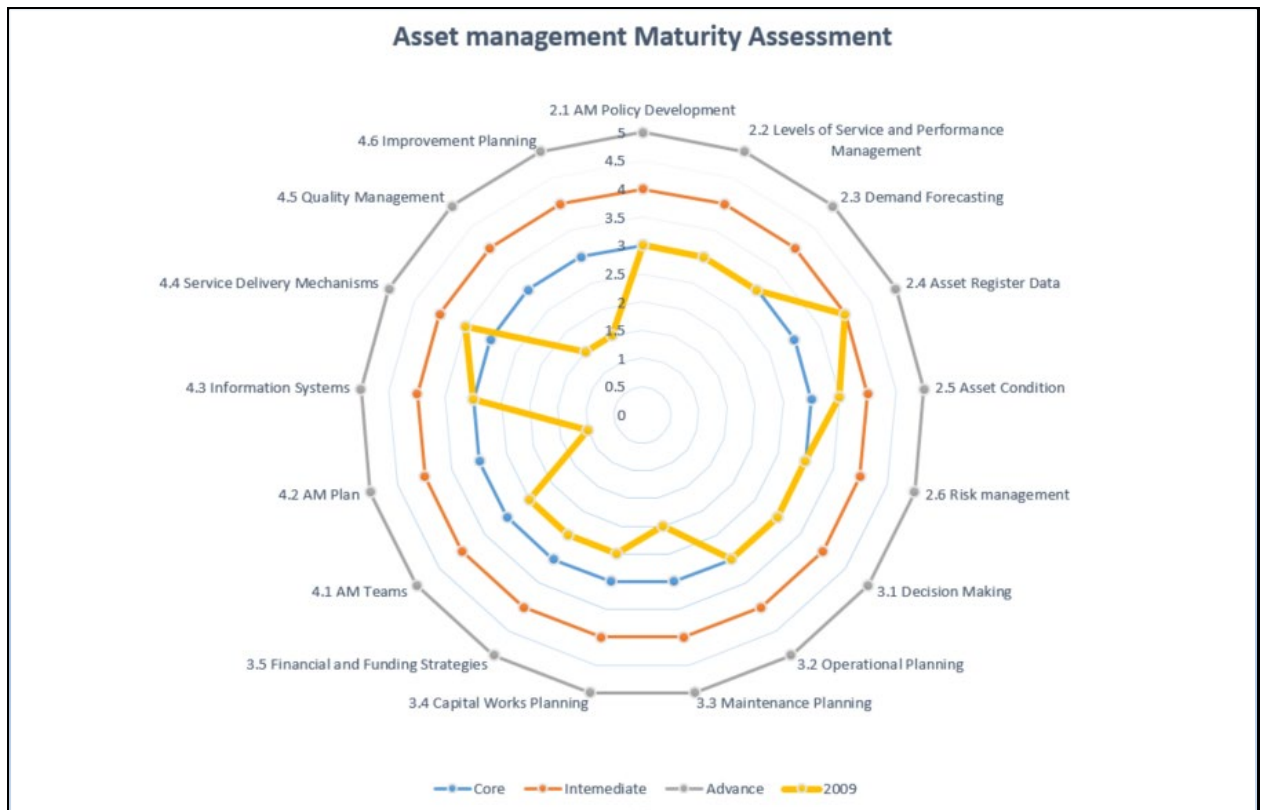 Asset management Maturity Assessment
2.1 AM Policy Development
2.2 Levels of Service and Performance
Management
2.3 Demand Forecasting
2.4 Asset Register Data
2.5 Asset Condition
2.6 Risk management
3.1 Decision Making
3.2 Operational Planning
3.3 Maintenance Planning
3.4 Capital Works Planning
3.5 Financial and Funding Strategies
4.1 AM Teams
4.2 AM Plan
4.3 Information Systems
4.4 Service Delivery Mechanisms
4.5 Quality Management
4.6 Improvement Planning
5
4.5
4
3.5
3
2.5
2
1.5
1
0.5
0
Core
Intemediate
Advance
2009